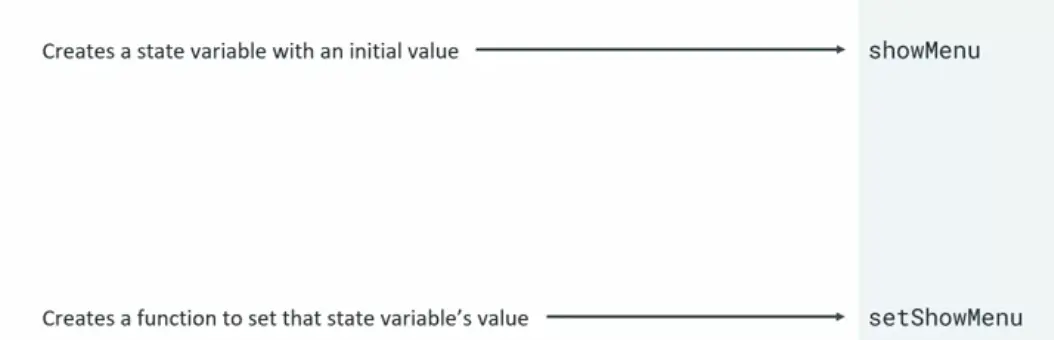 Creates a state variable with an initial value showMenu
Creates a function to set that state variable's value setShowMenu